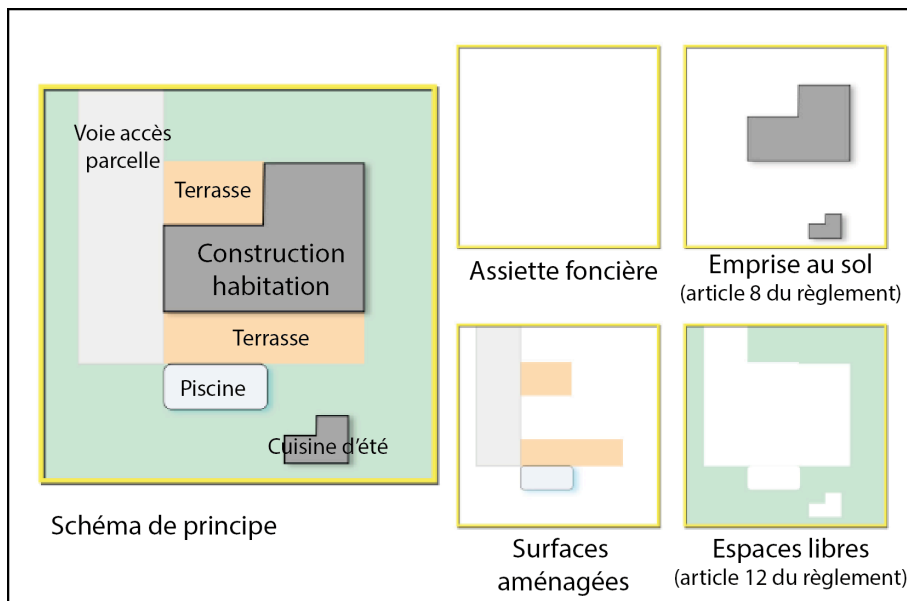 Voie accès
parcelle
Terrasse
Construction
habitation
Terrasse
Piscine
Cuisine d'été
Schéma de principe
Assiette foncière
Emprise au sol
(article 8 du règlement)
Surfaces
aménagées
Espaces libres
(article 12 du règlement)